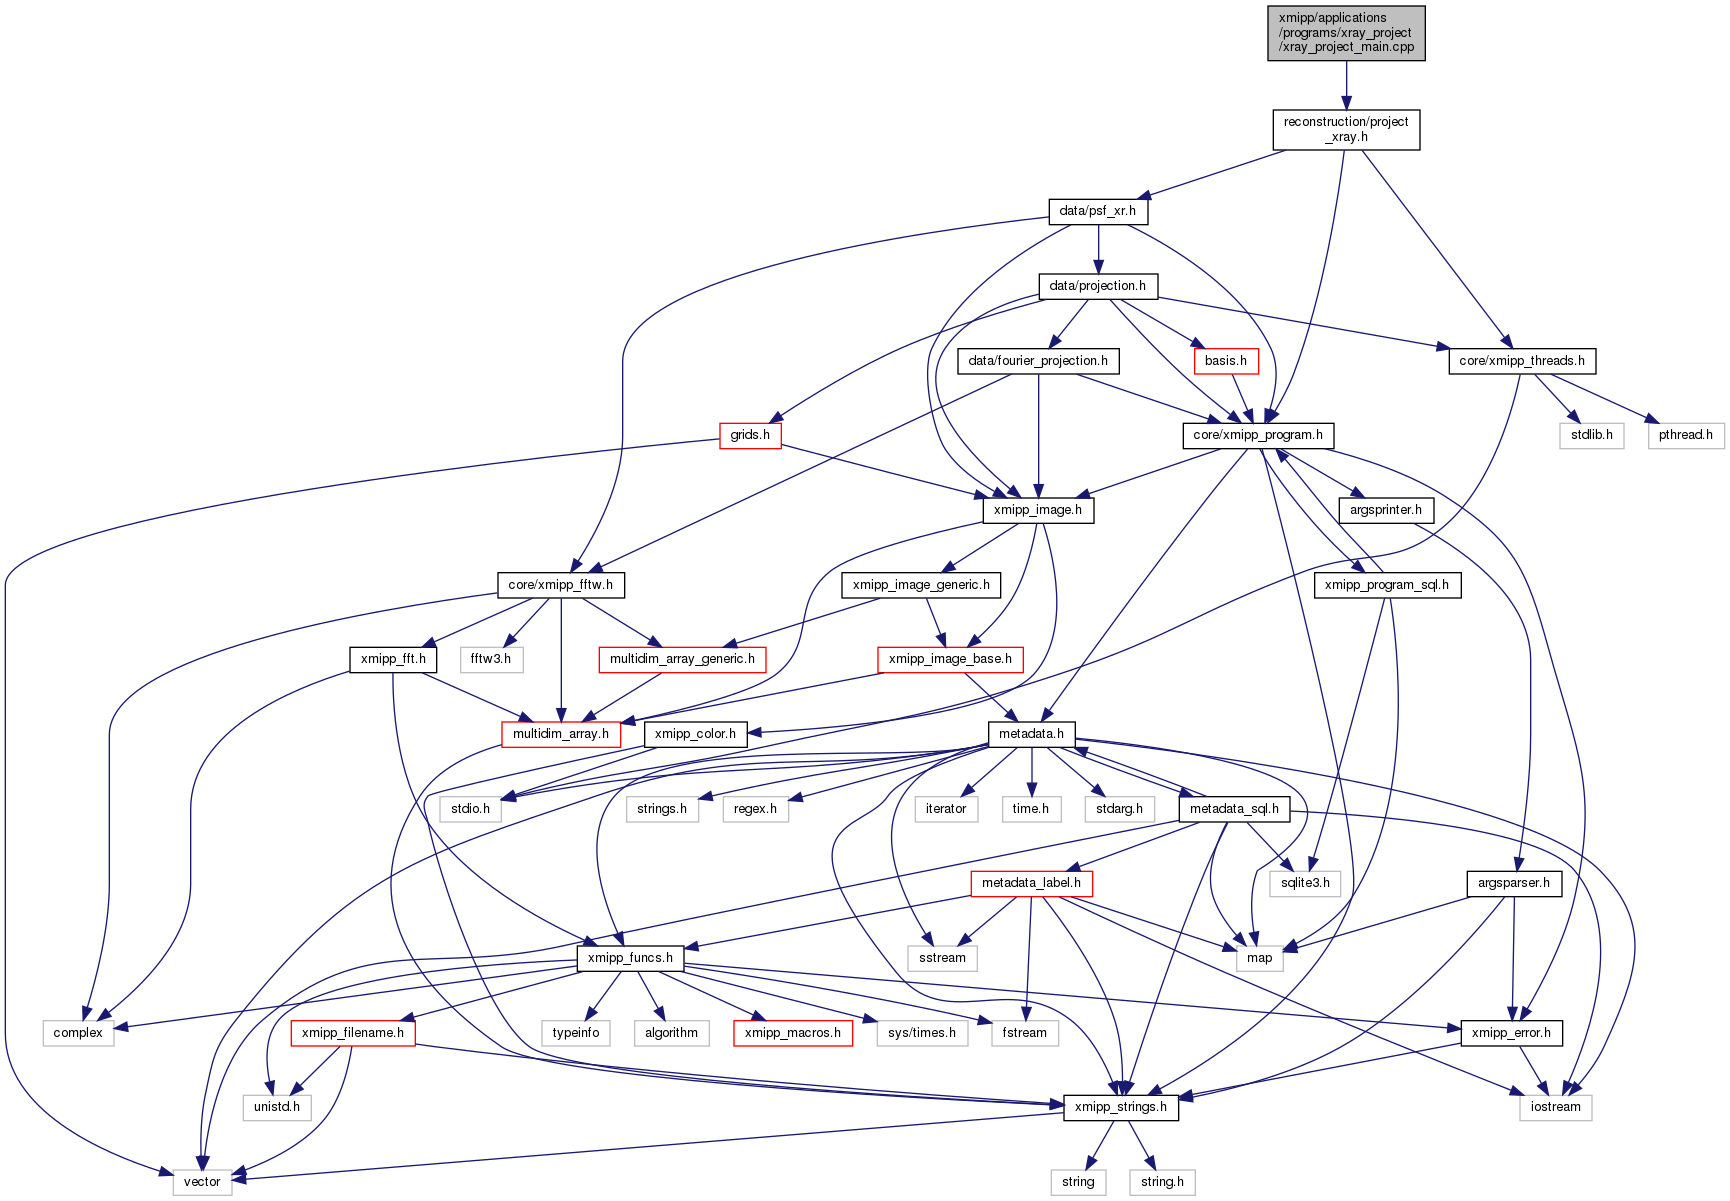 xmipp/applications
/programs/xray_project
/xray_project_main.cpp
reconstruction/project
_xray.h
data/psf_xr.h
data/projection.h
data/fourier_projection.h
basis.h
core/xmipp_threads.h
grids.h
core/xmipp_program.h
stdlib.h
pthread.h
xmipp_image.h
argsprinter.h
core/xmipp_fftw.h
xmipp_image_generic.h
xmipp_program_sql.h
xmipp_fft.h
fftw3.h
multidim_array_generic.h
xmipp_image_base.h
multidim_array.h
xmipp_color.h
metadata.h
stdio.h
strings.h
regex.h
iterator
time.h
stdarg.h
metadata_sql.h
metadata_label.h
sqlite3.h
argsparser.h
xmipp_funcs.h
sstream
map
complex
xmipp_filename.h
typeinfo
algorithm
xmipp_macros.h
sys/times.h
fstream
xmipp_error.h
unistd.h
xmipp_strings.h
iostream
vector
string
string.h